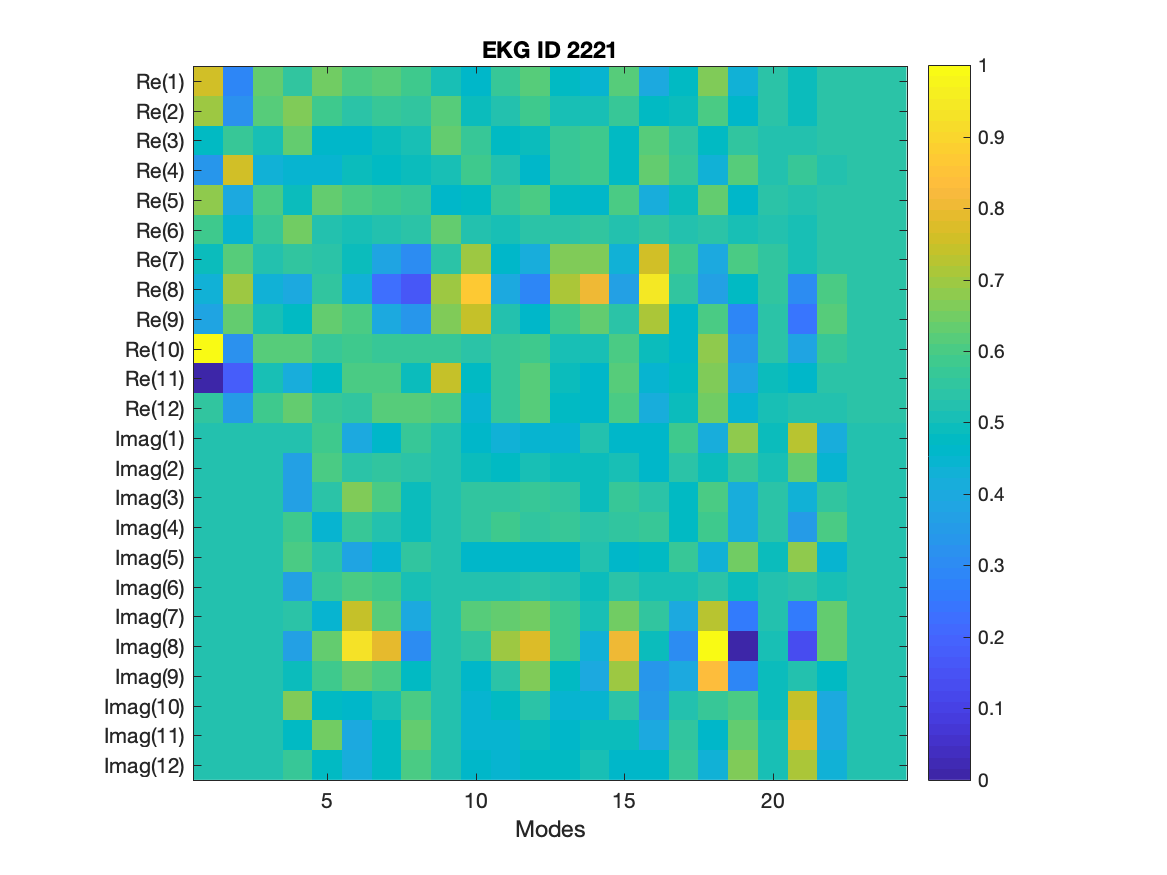 EKG ID 2221
Re(1)
Re(2)
Re(3)
Re(4)
Re(5)
Re(6)
Re(7)
Re(8)
Re(9)
Re(10)
Re(11)
Re(12)
Imag(1)
Imag(2)
Imag(3)
Imag(4)
Imag(5)
Imag(6)
Imag(7)
Imag(8)
Imag(9)
Imag(10)
Imag(11)
Imag(12)
5 10 15 20
Modes
1
0.9
0.8
0.7
0.6
0.5
0.4
0.3
0.2
0.1
0